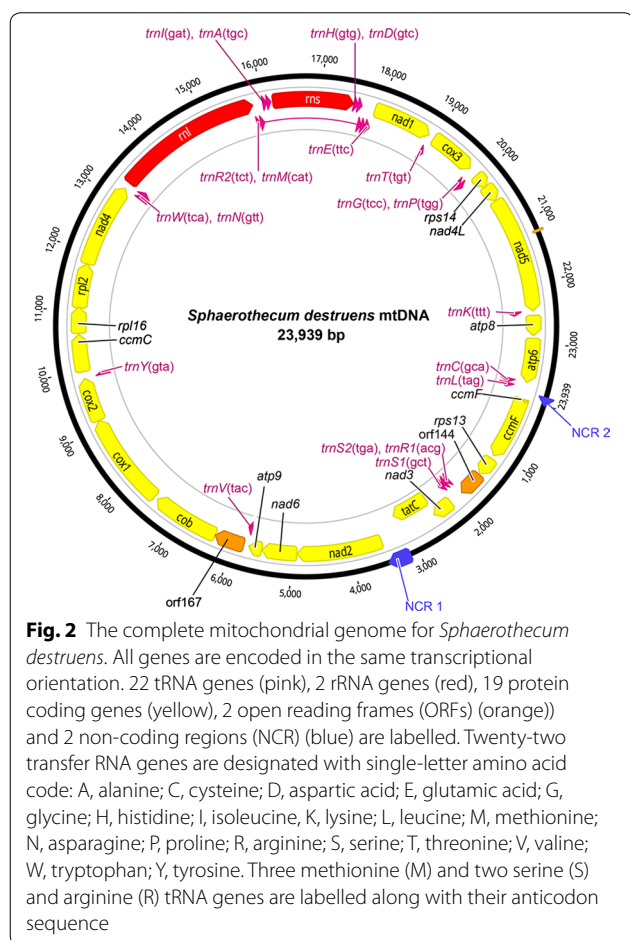 trnI(gat), trnA(tgc)
trnH(gtg), trnD(gtc)
16,000
17,000
18,000
15,000
19,000
14,000
20,000
13,000
21,000
12,000
22,000
11,000
23,000
10,000
23,939
9,000
1,000
8,000
2,000
7,000
3,000
6,000
5,000
4,000
rns
rnl
nad1
cox3
trnE(ttc)
trnR2(tct), trnM(cat)
trnT(tgt)
trnG(tcc), trnP(tgg)
rps14
nad4L
trnW(tca), trnN(gtt)
nad4
nad5
rpl2
Sphaerothecum destruens mtDNA
23,939 bp
trnK(ttt)
atp8
rpl16
ccmC
atp6
trnY(gta)
trnC(gca)
trnL(tag)
ccmF
cox2
NCR 2
ccmF
rps13
orf144
cox1
trnS2(tga), trnR1(acg)
trnS1(gct)
nad3
trnV(tac)
atp9
nad6
tatC
cob
nad2
orf167
NCR 1
Fig. 2 The complete mitochondrial genome for Sphaerothecum
destruens. All genes are encoded in the same transcriptional
orientation. 22 tRNA genes (pink), 2 rRNA genes (red), 19 protein
coding genes (yellow), 2 open reading frames (ORFs) (orange))
and 2 non-coding regions (NCR) (blue) are labelled. Twenty-two
transfer RNA genes are designated with single-letter amino acid
code: A, alanine; C, cysteine; D, aspartic acid; E, glutamic acid; G,
glycine; H, histidine; I, isoleucine, K, lysine; L, leucine; M, methionine;
N, asparagine; P, proline; R, arginine; S, serine; T, threonine; V, valine;
W, tryptophan; Y, tyrosine. Three methionine (M) and two serine (S)
and arginine (R) tRNA genes are labelled along with their anticodon
sequence